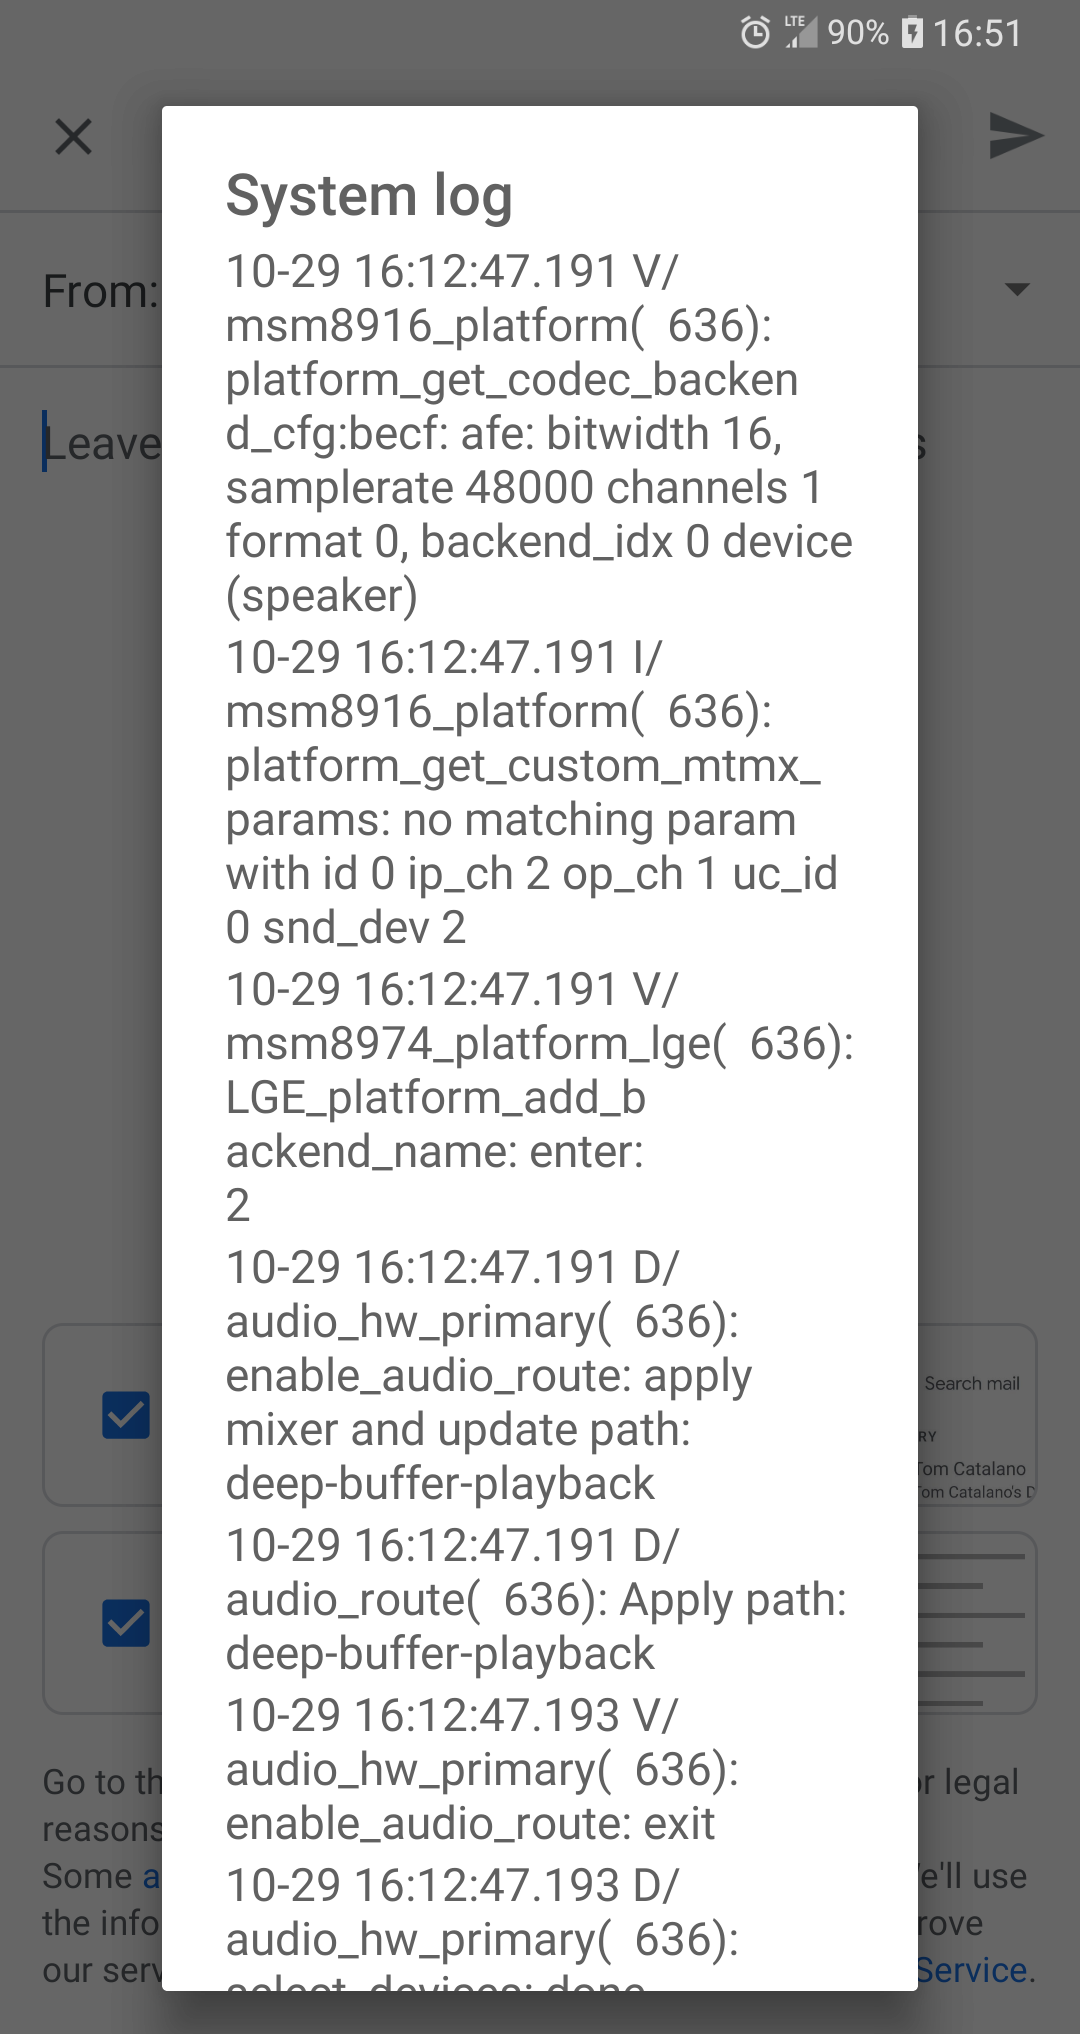 LTE 90% 16:51
System log
10-29 16:12:47.191 V/
msm8916_platform(  636):
platform_get_codec_backen
d_cfg:becf: afe: bitwidth 16,
samplerate 48000 channels 1
format 0, backend_idx 0 device
(speaker)
10-29 16:12:47.191 I/
msm8916_platform(  636):
platform_get_custom_mtmx_
params: no matching param
with id 0 ip_ch 2 op_ch 1 uc_id
0 snd_dev 2
10-29 16:12:47.191 V/
msm8974_platform_lge(  636):
LGE_platform_add_b
ackend_name: enter:
2
10-29 16:12:47.191 D/
audio_hw_primary(  636):
enable_audio_route: apply
mixer and update path:
deep-buffer-playback
10-29 16:12:47.191 D/
audio_route(  636): Apply path:
deep-buffer-playback
10-29 16:12:47.193 V/
audio_hw_primary(  636):
enable_audio_route: exit
10-29 16:12:47.193 D/
audio_hw_primary(  636):
select_devices: done
From:
Leave
Search mail
RY
Tom Catalano
Tom Catalano's D
Go to th
or legal
reasons
Some a
e'll use
the info
rove
our serv
Service.